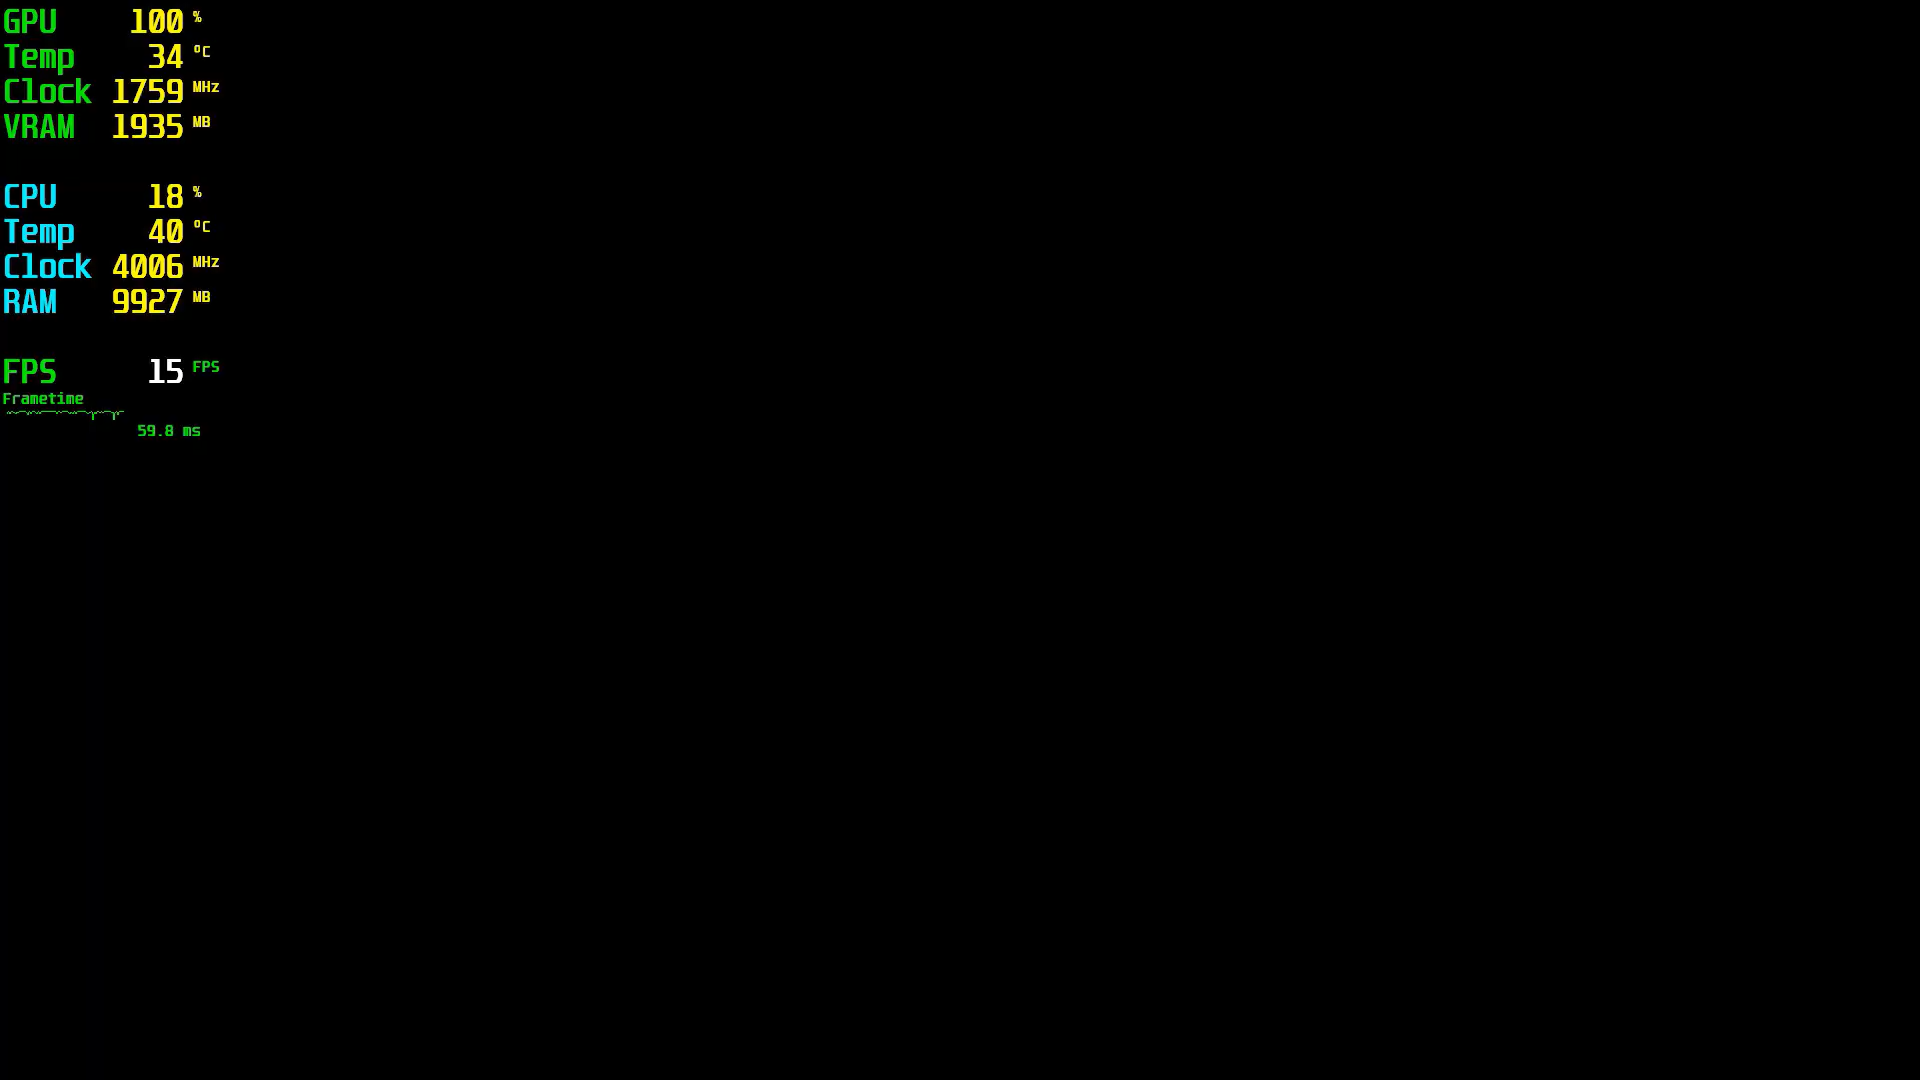 GPU 100 %
Temp 34 °C
Clock 1759 MHz
VRAM 1935 MB
CPU 18 %
Temp 40 °C
Clock 4006 MHz
RAM 9927 MB
FPS 15 FPS
Frametime
59.8 ms